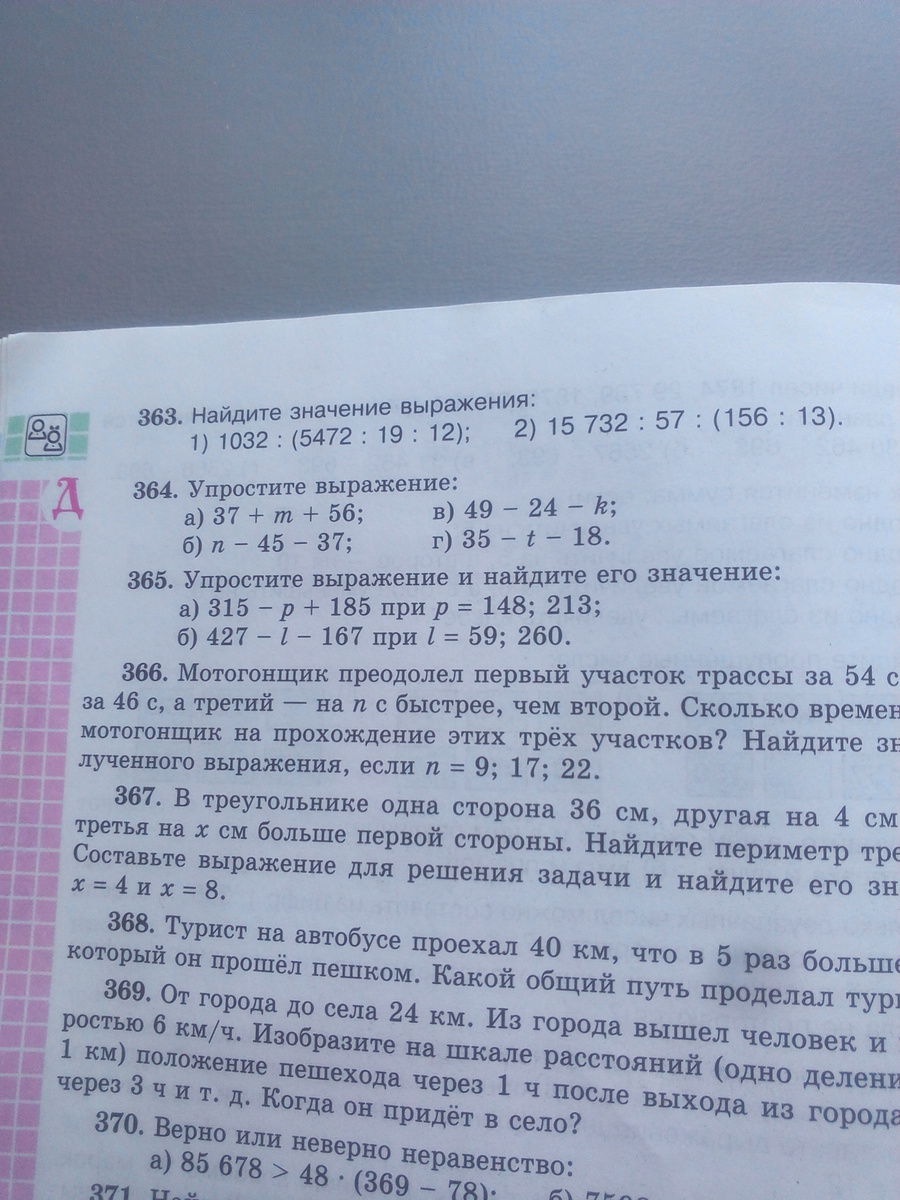 363. Найдите значение выражения:
1) 1032 : (5472 : 19 : 12); 2) 15 732 : 57 : (156 : 13).
Д
364. Упростите выражение:
а) 37 + m + 56; в) 49 − 24 − k;
б) n − 45 − 37; г) 35 − t − 18.
365. Упростите выражение и найдите его значение:
а) 315 − p + 185 при p = 148; 213;
б) 427 − l − 167 при l = 59; 260.
366. Мотогонщик преодолел первый участок трассы за 54 с
за 46 с, а третий — на n с быстрее, чем второй. Сколько времен
мотогонщик на прохождение этих трёх участков? Найдите зн
лученного выражения, если n = 9; 17; 22.
367. В треугольнике одна сторона 36 см, другая на 4 см
третья на x см больше первой стороны. Найдите периметр тре
Составьте выражение для решения задачи и найдите его зн
x = 4 и x = 8.
368. Турист на автобусе проехал 40 км, что в 5 раз больше
который он прошёл пешком. Какой общий путь проделал тури
369. От города до села 24 км. Из города вышел человек и
ростью 6 км/ч. Изобразите на шкале расстояний (одно делени
1 км) положение пешехода через 1 ч после выхода из города
через 3 ч и т. д. Когда он придёт в село?
370. Верно или неверно неравенство:
а) 85 678 > 48 · (369 − 78); б)
371.